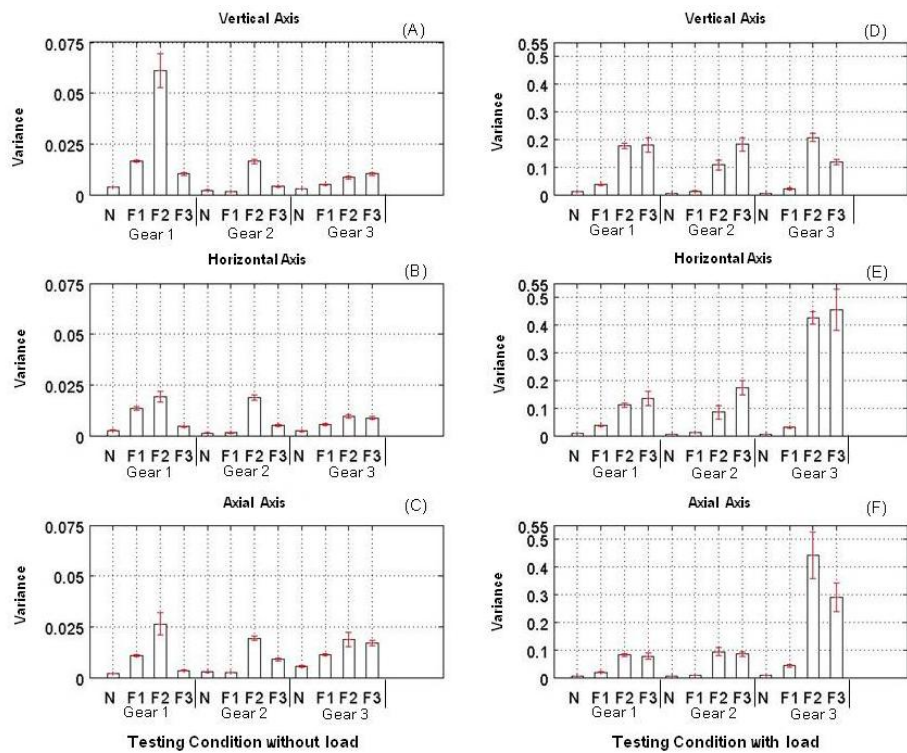 Vertical Axis
(A)
0.075
0.05
0.025
0
Variance
N F1 F2 F3 N F1 F2 F3 N F1 F2 F3
Gear 1 Gear 2 Gear 3
Horizontal Axis
(B)
0.075
0.05
0.025
0
Variance
N F1 F2 F3 N F1 F2 F3 N F1 F2 F3
Gear 1 Gear 2 Gear 3
Axial Axis
(C)
0.075
0.05
0.025
0
Variance
N F1 F2 F3 N F1 F2 F3 N F1 F2 F3
Gear 1 Gear 2 Gear 3
Testing Condition without load
Vertical Axis
(D)
0.55
0.5
0.4
0.3
0.2
0.1
0
Variance
N F1 F2 F3 N F1 F2 F3 N F1 F2 F3
Gear 1 Gear 2 Gear 3
Horizontal Axis
(E)
0.55
0.5
0.4
0.3
0.2
0.1
0
Variance
N F1 F2 F3 N F1 F2 F3 N F1 F2 F3
Gear 1 Gear 2 Gear 3
Axial Axis
(F)
0.55
0.5
0.4
0.3
0.2
0.1
0
Variance
N F1 F2 F3 N F1 F2 F3 N F1 F2 F3
Gear 1 Gear 2 Gear 3
Testing Condition with load